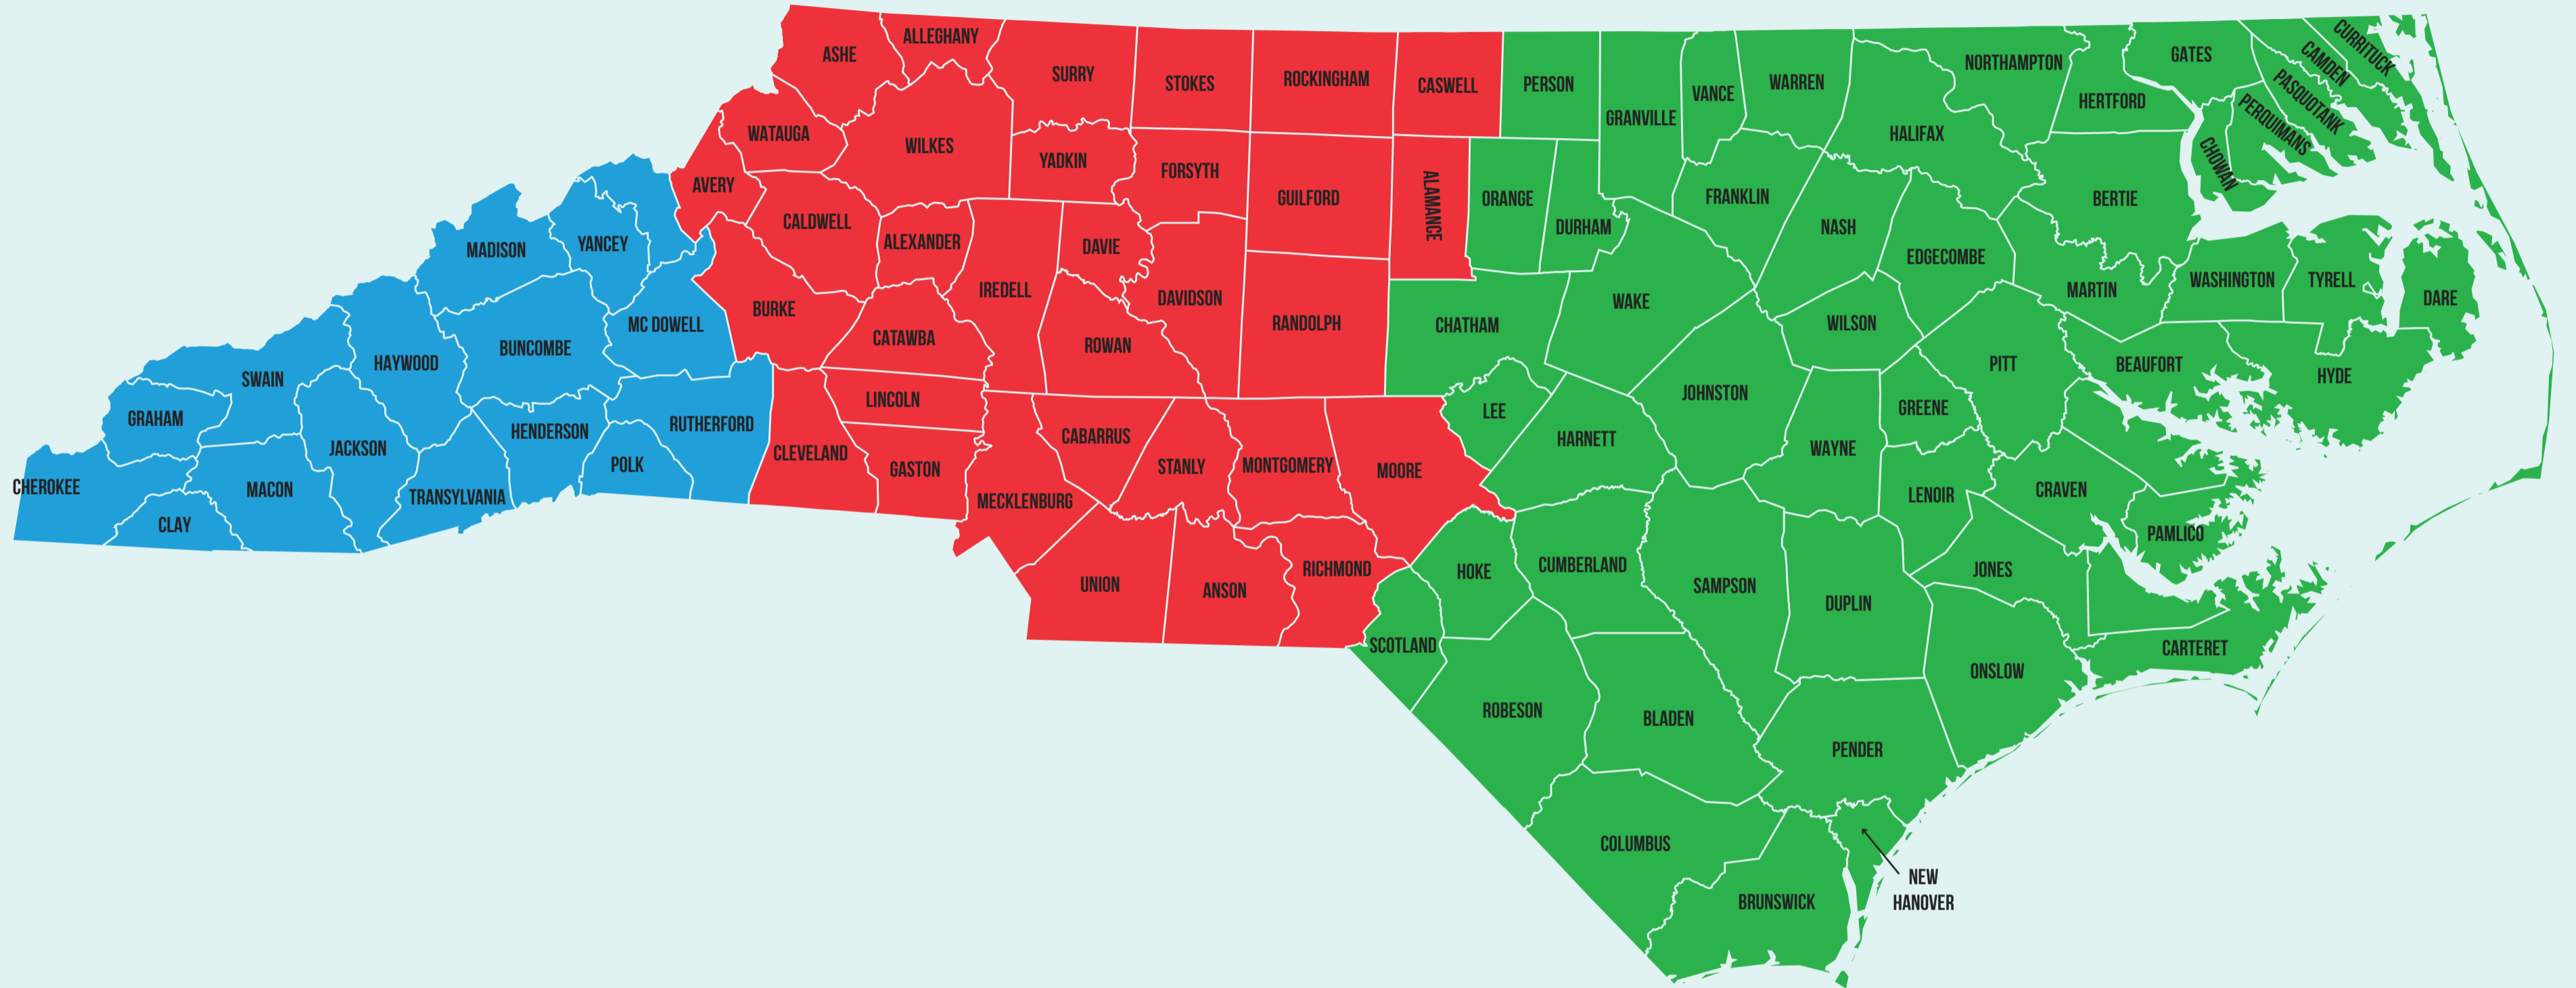 ASHE
ALLEGHANY
SURRY
STOKES
ROCKINGHAM
CASWELL
PERSON
GRANVILLE
VANCE
WARREN
NORTHAMPTON
HERTFORD
GATES
CURRITUCK
CAMDEN
PASQUOTANK
PERQUIMANS
CHOWAN
WATAUGA
WILKES
YADKIN
FORSYTH
GUILFORD
ALAMANCE
ORANGE
DURHAM
FRANKLIN
HALIFAX
BERTIE
AVERY
CALDWELL
ALEXANDER
DAVIE
NASH
EDGECOMBE
MADISON
YANCEY
IREDELL
DAVIDSON
RANDOLPH
CHATHAM
WAKE
WILSON
MARTIN
WASHINGTON
TYRELL
DARE
MC DOWELL
BURKE
CATAWBA
ROWAN
SWAIN
HAYWOOD
BUNCOMBE
LINCOLN
LEE
JOHNSTON
GREENE
PITT
BEAUFORT
HYDE
GRAHAM
JACKSON
HENDERSON
RUTHERFORD
POLK
CLEVELAND
GASTON
CABARRUS
STANLY
MONTGOMERY
MOORE
HARNETT
WAYNE
LENOIR
CRAVEN
CHEROKEE
MACON
TRANSYLVANIA
MECKLENBURG
CLAY
PAMLICO
UNION
ANSON
RICHMOND
HOKE
CUMBERLAND
SAMPSON
DUPLIN
JONES
SCOTLAND
ONSLOW
CARTERET
ROBESON
BLADEN
PENDER
COLUMBUS
BRUNSWICK
NEW
HANOVER